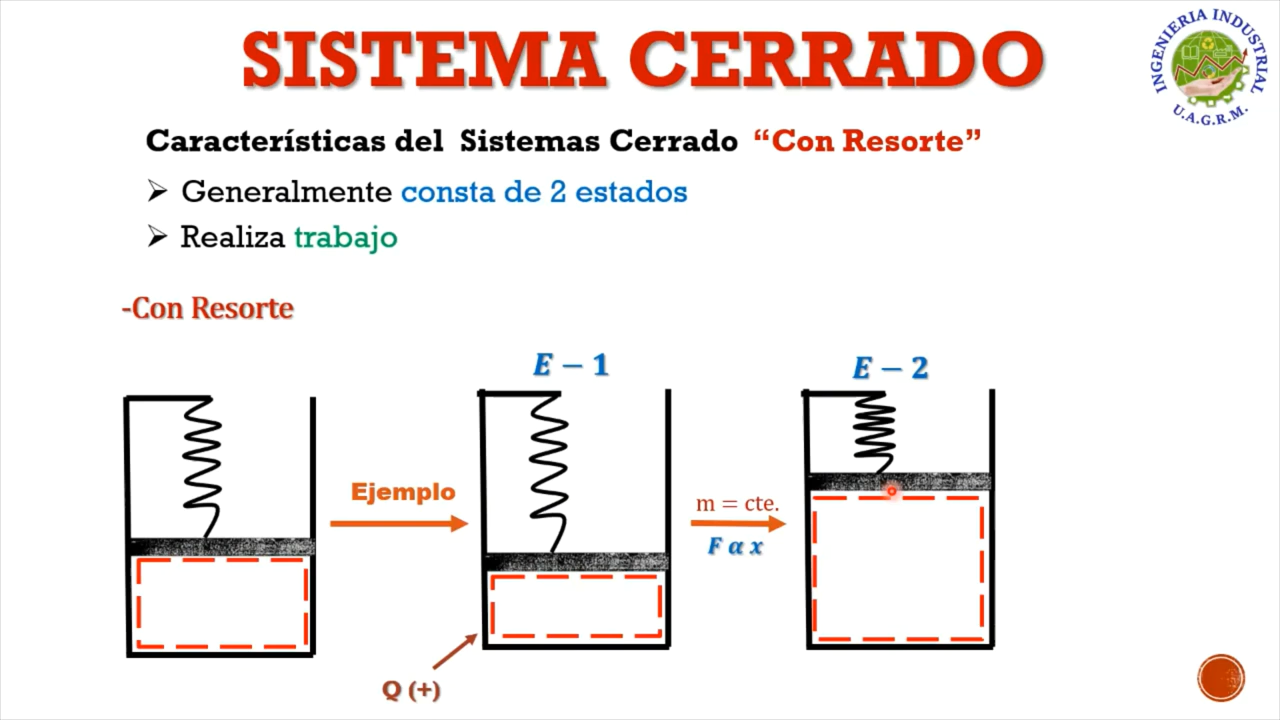 SISTEMA CERRADO
INGENIERIA INDUSTRIAL
U.A.G.R.M.
Características del Sistemas Cerrado “Con Resorte”
➢ Generalmente consta de 2 estados
➢ Realiza trabajo
-Con Resorte
E − 1
E − 2
Ejemplo
m = cte.
F α x
Q (+)